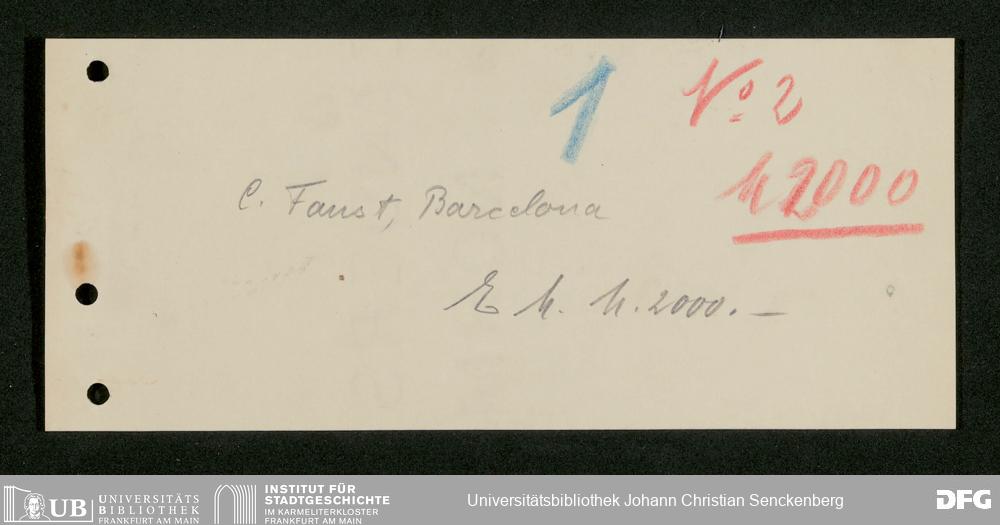 1
No 2
M 2000
C. Faust, Barcelona
M. 2000. —
UB UNIVERSITÄTS
BIBLIOTHEK
FRANKFURT AM MAIN
INSTITUT FÜR
STADTGESCHICHTE
IM KARMELITERKLOSTER
FRANKFURT AM MAIN
Universitätsbibliothek Johann Christian Senckenberg
DFG